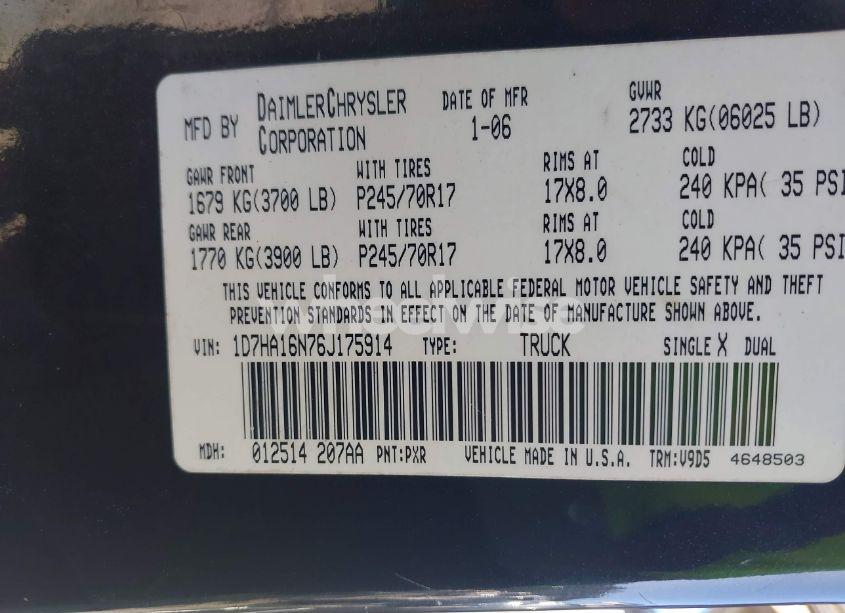 MFD BY DAIMLERCHRYSLER CORPORATION DATE OF MFR 1-06 GVWR 2733 KG(06025 LB)
GAWR FRONT WITH TIRES RIMS AT COLD
1679 KG(3700 LB) P245/70R17 17X8.0 240 KPA( 35 PSI
GAWR REAR WITH TIRES RIMS AT COLD
1770 KG(3900 LB) P245/70R17 17X8.0 240 KPA( 35 PSI
THIS VEHICLE CONFORMS TO ALL APPLICABLE FEDERAL MOTOR VEHICLE SAFETY AND THEFT
PREVENTION STANDARDS IN EFFECT ON THE DATE OF MANUFACTURE SHOWN ABOVE.
wheelwise
VIN: 1D7HA16N76J175914 TYPE: TRUCK SINGLE X DUAL
MDH: 012514 207AA PNT:PXR VEHICLE MADE IN U.S.A. TRM:V9D5 4648503